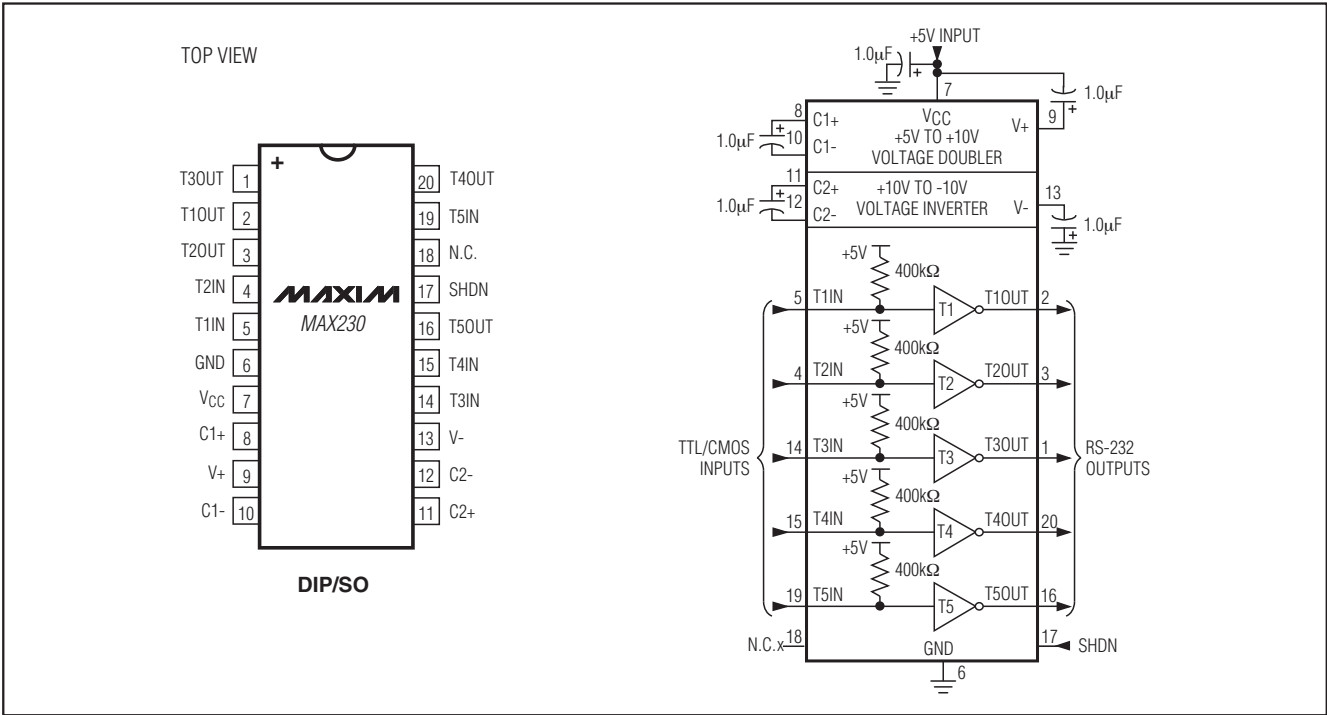 TOP VIEW
+
T3OUT 1
T1OUT 2
T2OUT 3
T2IN 4
T1IN 5
GND 6
VCC 7
C1+ 8
V+ 9
C1- 10
20 T4OUT
19 T5IN
18 N.C.
17 SHDN
16 T5OUT
15 T4IN
14 T3IN
13 V-
12 C2-
11 C2+
MAXIM
MAX230
DIP/SO
+5V INPUT
1.0µF
+
7
1.0µF
+
9
8 C1+
1.0µF + 10 C1-
VCC
+5V TO +10V
VOLTAGE DOUBLER
V+
11 C2+
1.0µF + 12 C2-
+10V TO -10V
VOLTAGE INVERTER
V- 13
1.0µF
+
+5V
400kΩ
5 T1IN T1 T1OUT 2
+5V
400kΩ
4 T2IN T2 T2OUT 3
+5V
400kΩ
14 T3IN T3 T3OUT 1
+5V
400kΩ
15 T4IN T4 T4OUT 20
+5V
400kΩ
19 T5IN T5 T5OUT 16
TTL/CMOS
INPUTS
RS-232
OUTPUTS
N.C. x 18
GND
6
17 SHDN